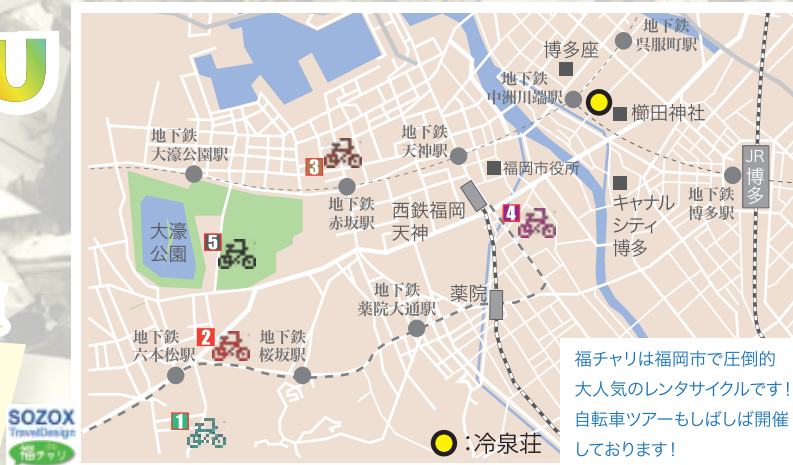 U
博多座
地下鉄
呉服町駅
地下鉄
中洲川端駅
櫛田神社
地下鉄
大濠公園駅
3
地下鉄
天神駅
福岡市役所
JR
博多
地下鉄
赤坂駅
西鉄福岡
天神
4
キャナル
シティ
博多
地下鉄
博多駅
大濠
公園
5
地下鉄
薬院大通駅
薬院
地下鉄
六本松駅
2
地下鉄
桜坂駅
1
:冷泉荘
福チャリは福岡市で圧倒的
大人気のレンタサイクルです!
自転車ツアーもしばしば開催
しております!
SOZOX
TravelDesign
福チャリ